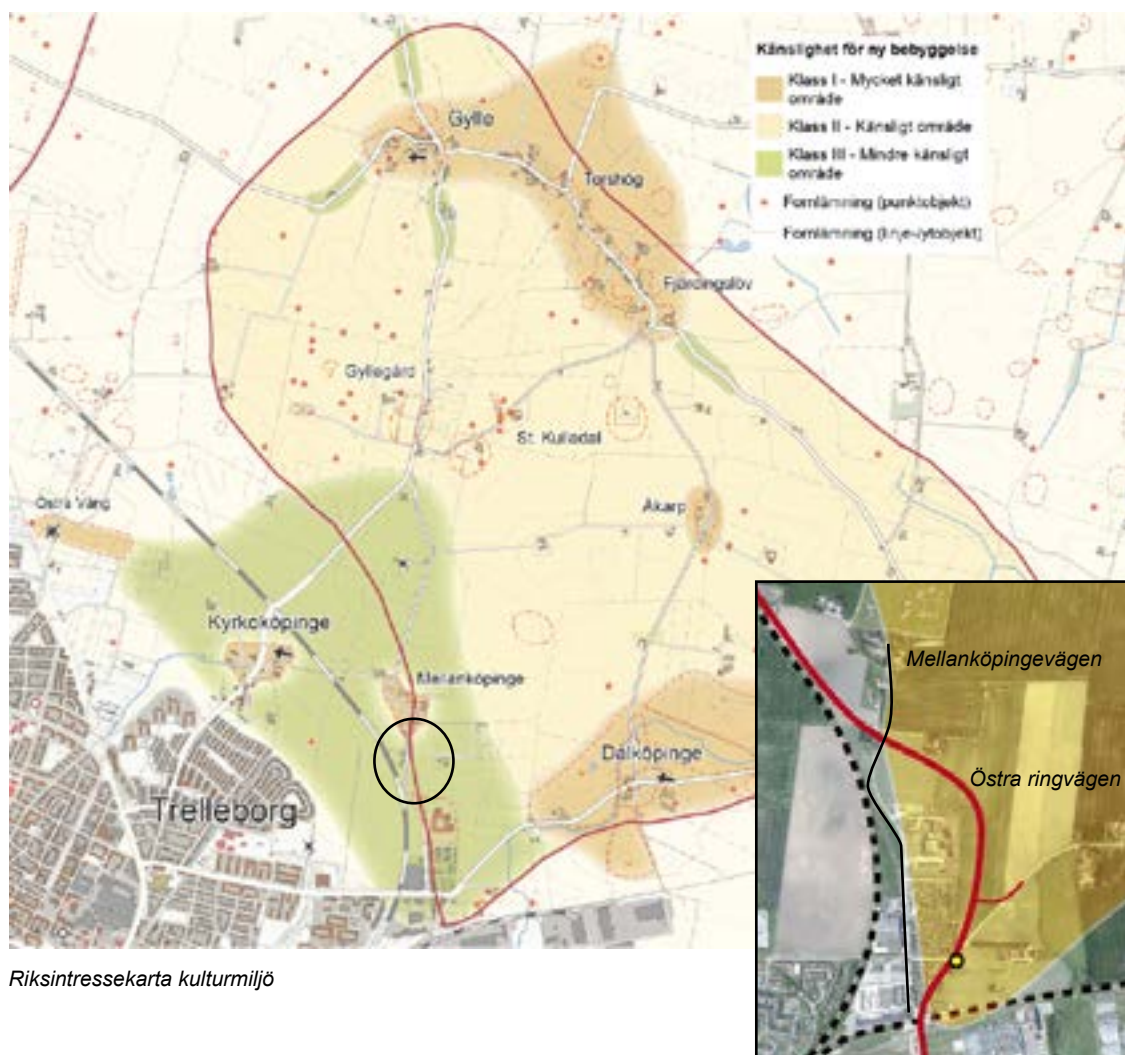 Känslighet för ny bebyggelse
Klass I - Mycket känsligt
område
Klass II - Känsligt område
Klass III - Mindre känsligt
område
Fornlämning (punktobjekt)
Fornlämning (linje-/ytobjekt)
Gylle
Torshög
Fjärdingslöv
Gyllegård
St. Kulladal
Östra Vång
Åkarp
Kyrkoköpinge
Mellanköpinge
Dalköpinge
Trelleborg
Mellanköpingevägen
Östra ringvägen
Riksintressekarta kulturmiljö